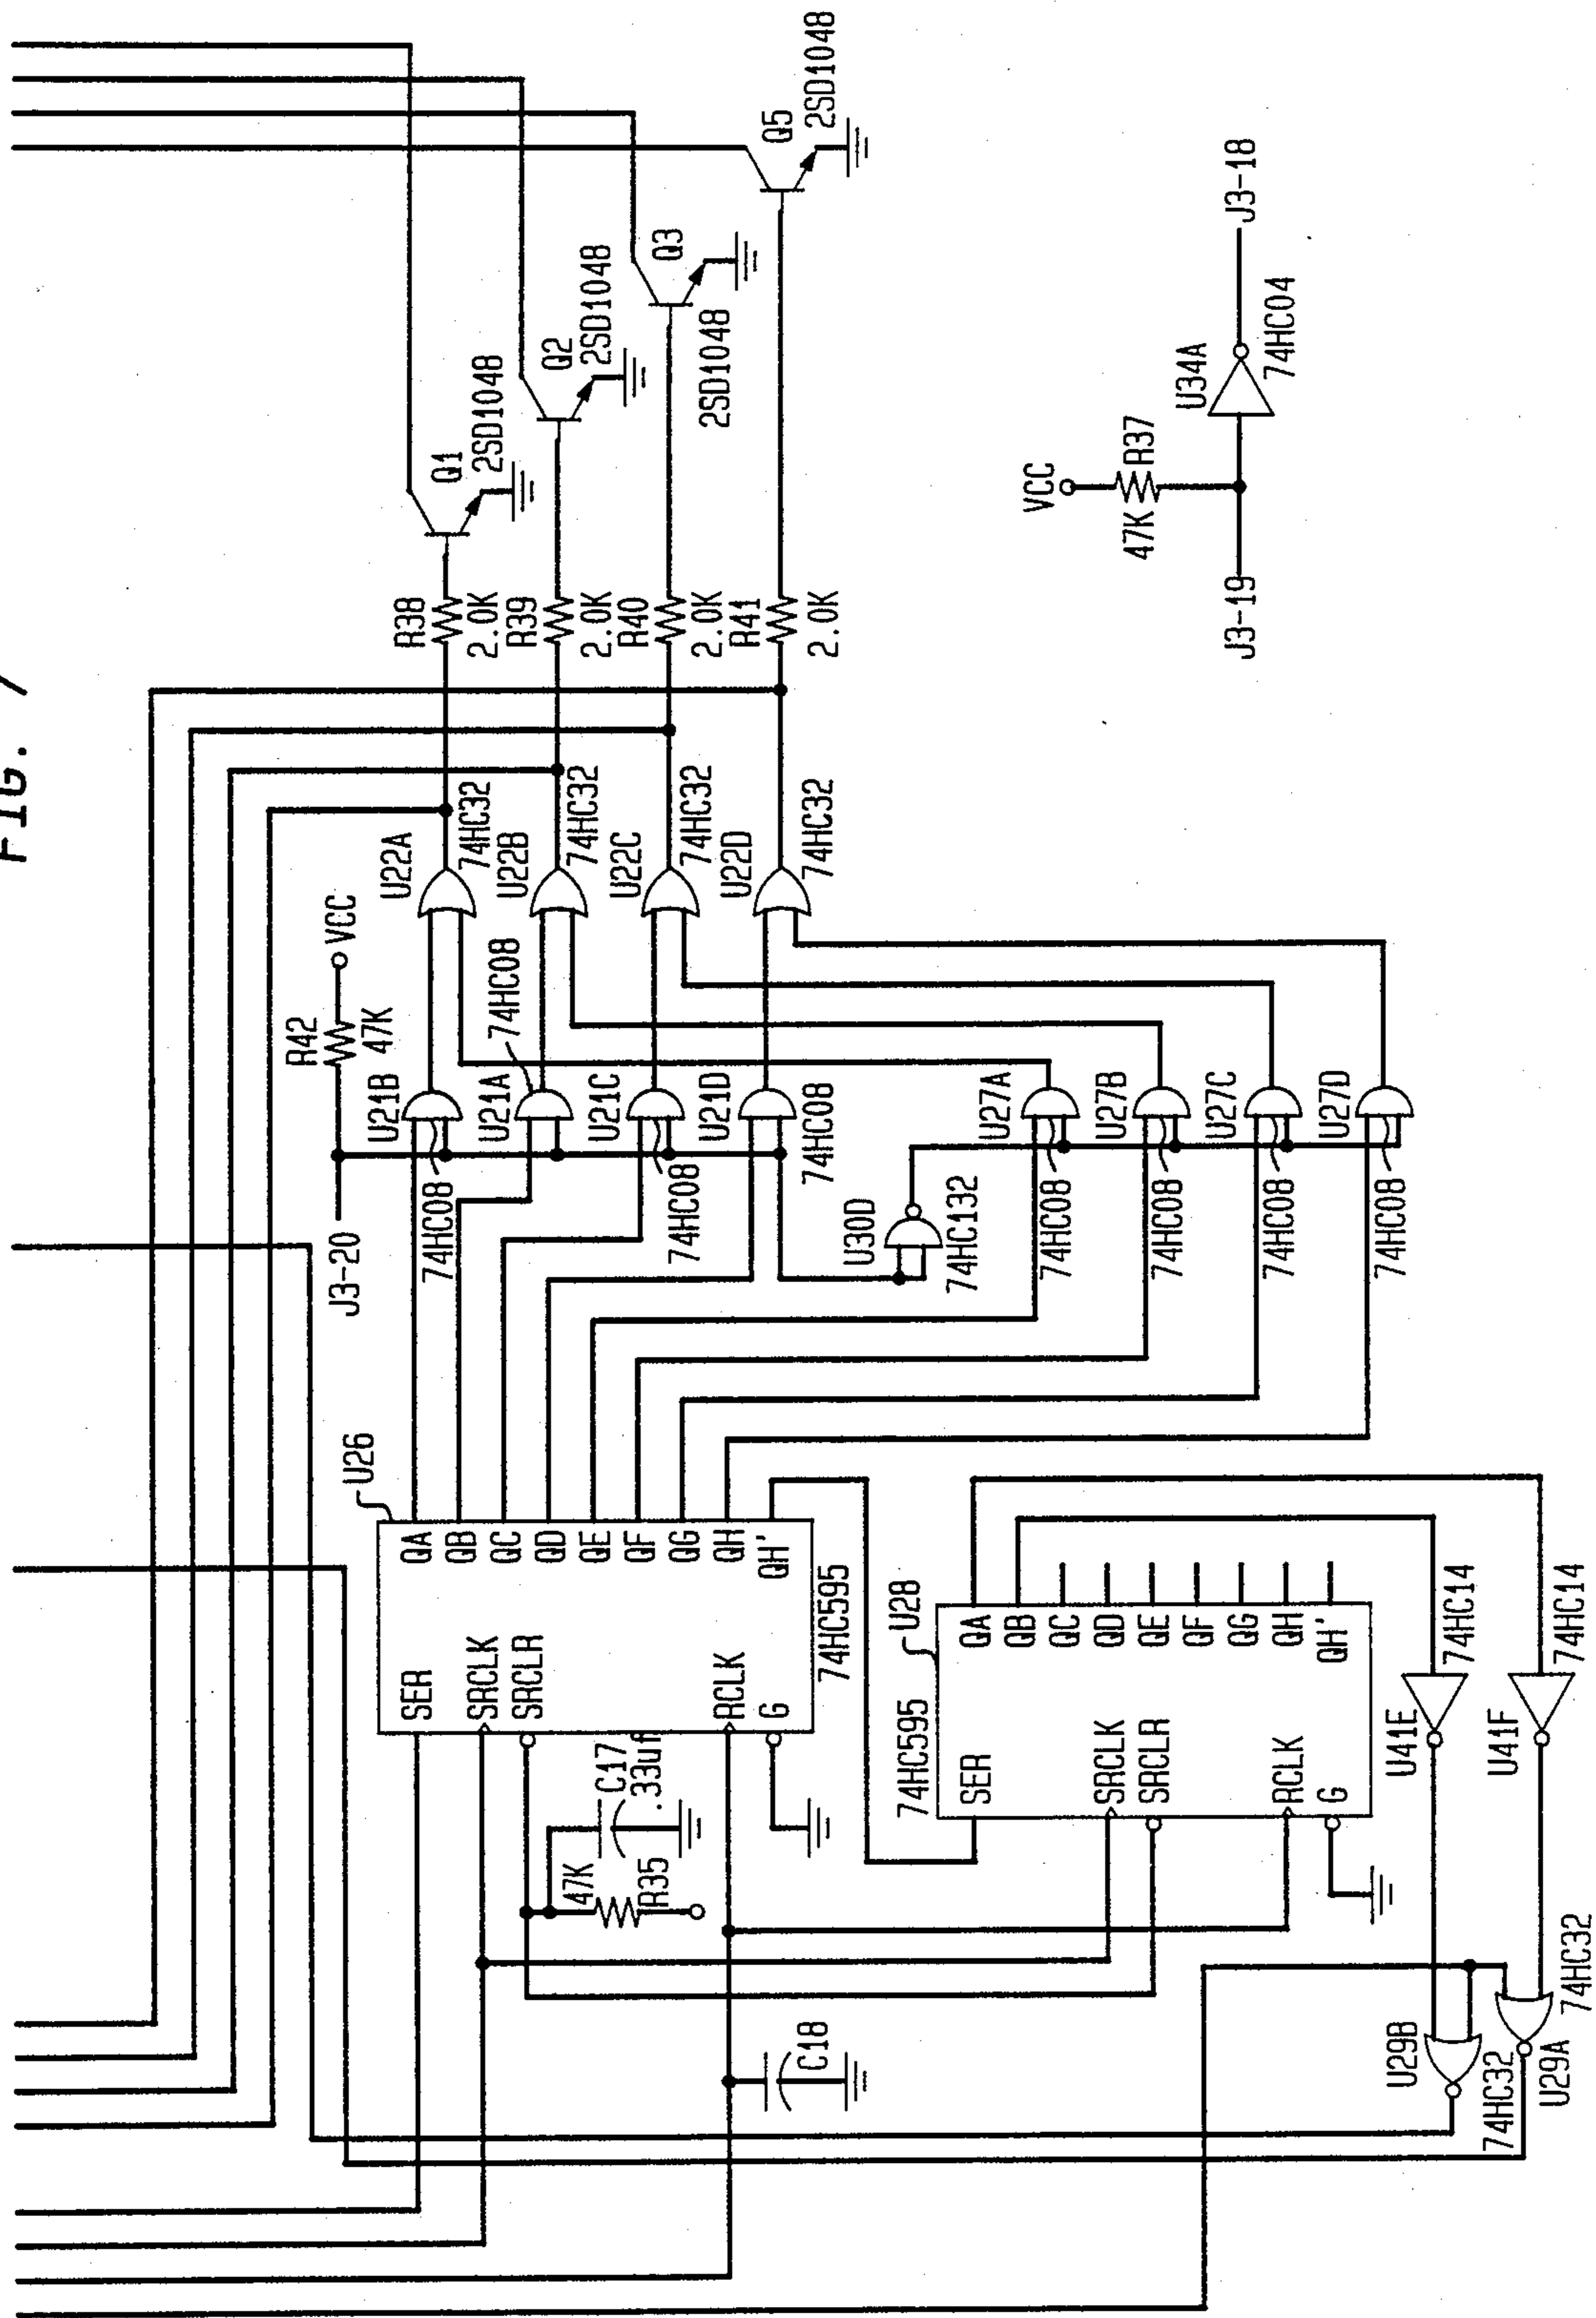 FIG. 7
J3-20
R42
47K
VCC
U26
SER
SRCLK
SRCLR
RCLK
G
QA
QB
QC
QD
QE
QF
QG
QH
QH'
74HC595
47K
R35
C17
.33uf
C18
U21B
74HC08
U21A
74HC08
U21C
74HC08
U21D
74HC08
U22A
74HC32
U22B
74HC32
U22C
74HC32
U22D
74HC32
R38
2.0K
R39
2.0K
R40
2.0K
R41
2.0K
Q1
2SD1048
Q2
2SD1048
Q3
2SD1048
Q5
2SD1048
U30D
74HC132
U27A
74HC08
U27B
74HC08
U27C
74HC08
U27D
74HC08
74HC595
U28
SER
SRCLK
SRCLR
RCLK
G
QA
QB
QC
QD
QE
QF
QG
QH
QH'
U41E
74HC14
U41F
74HC14
U29B
74HC32
U29A
74HC32
VCC
47K
R37
J3-19
U34A
74HC04
J3-18